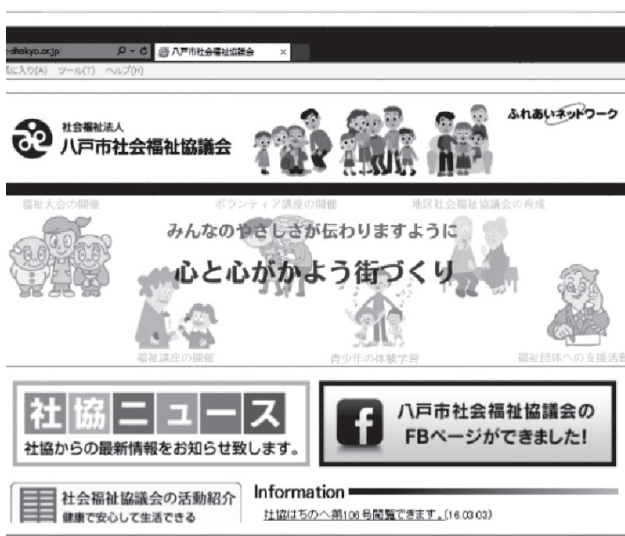 -shakyo.or.jp/
八戸市社会福祉協議会 ×
に入り(A) ツール(T) ヘルプ(H)
社会福祉法人
八戸市社会福祉協議会
ふれあいネットワーク
福祉大会の開催 ボランティア講座の開催 地区社会福祉協議会の育成
みんなのやさしさが伝わりますように
心と心がかよう街づくり
福祉講座の開催 青少年の体験学習 福祉団体への支援活動
社協ニュース
社協からの最新情報をお知らせ致します。
八戸市社会福祉協議会の
FBページができました!
社会福祉協議会の活動紹介
健康で安心して生活できる
Information
社協はちのへ第106号閲覧できます。(16.03.03)